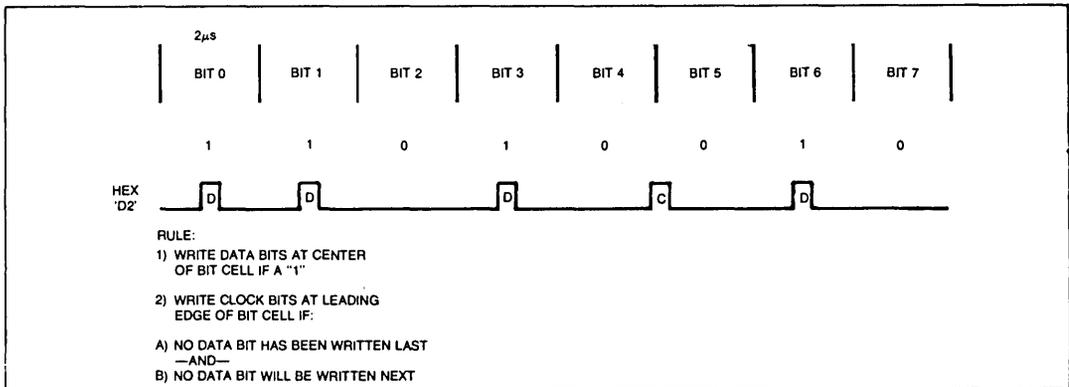 2μs
BIT 0 BIT 1 BIT 2 BIT 3 BIT 4 BIT 5 BIT 6 BIT 7
1 1 0 1 0 0 1 0
HEX
'D2'
D D D C D
RULE:
1) WRITE DATA BITS AT CENTER
OF BIT CELL IF A "1"
2) WRITE CLOCK BITS AT LEADING
EDGE OF BIT CELL IF:
A) NO DATA BIT HAS BEEN WRITTEN LAST
—AND—
B) NO DATA BIT WILL BE WRITTEN NEXT